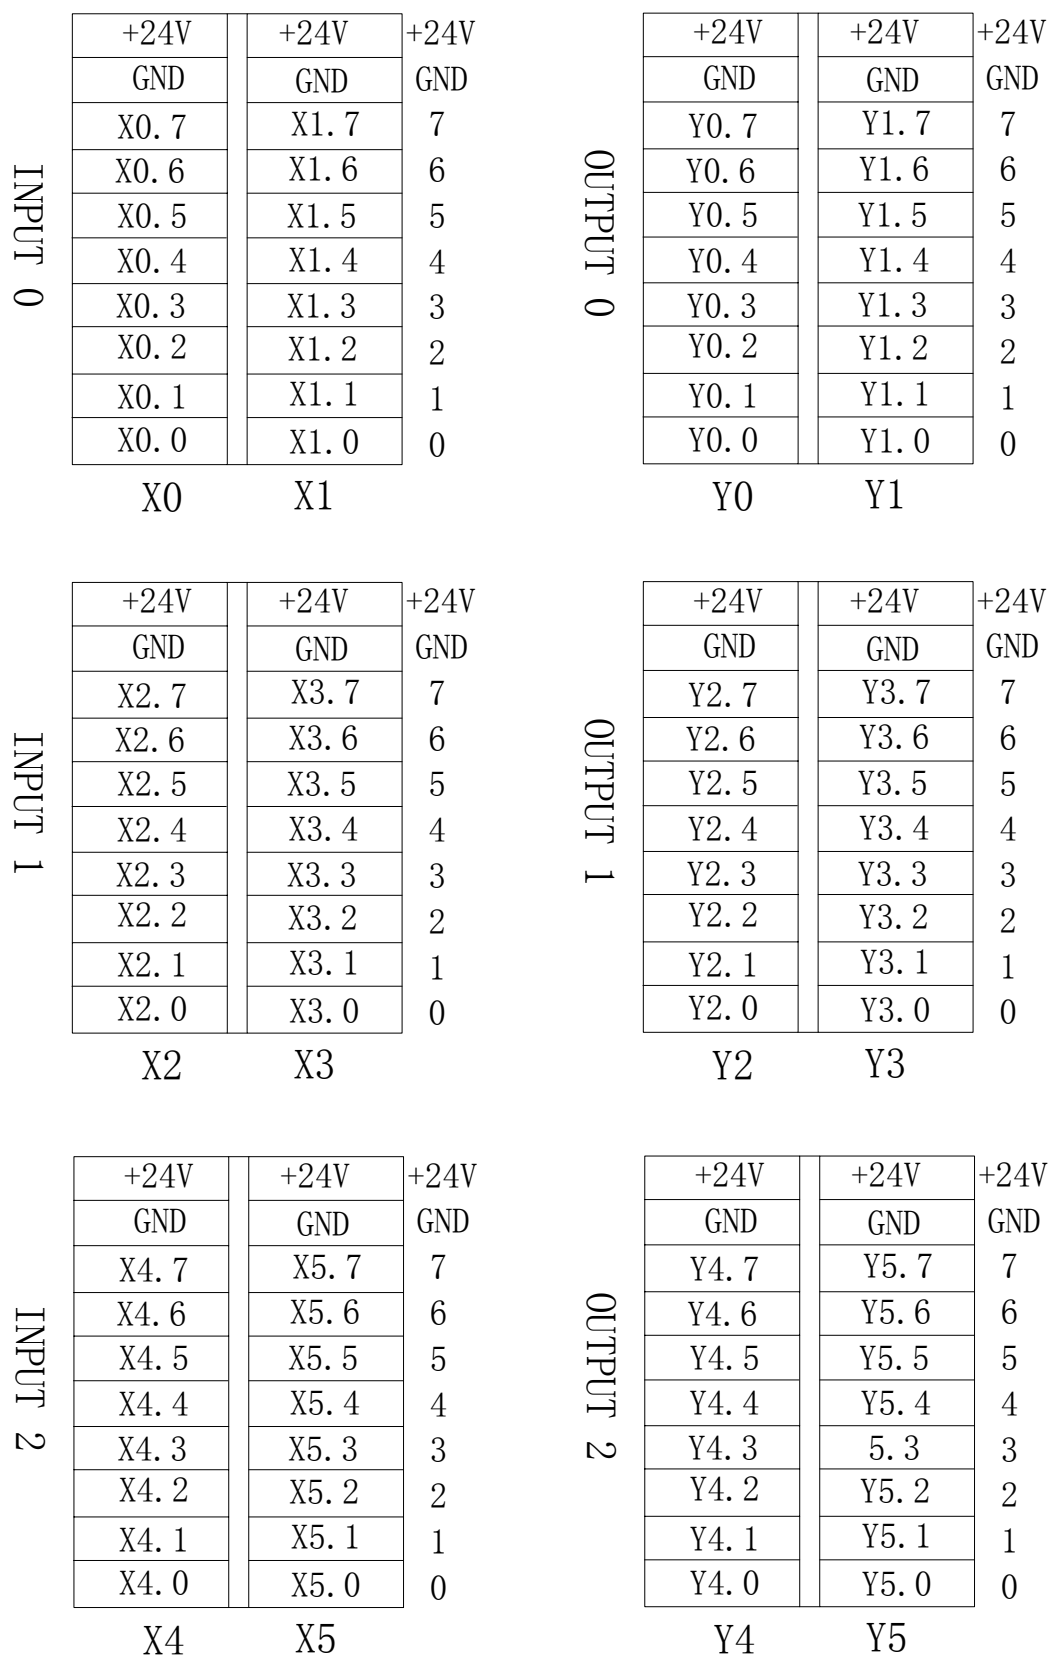 INPUT 0
+24V +24V +24V
GND GND GND
X0.7 X1.7 7
X0.6 X1.6 6
X0.5 X1.5 5
X0.4 X1.4 4
X0.3 X1.3 3
X0.2 X1.2 2
X0.1 X1.1 1
X0.0 X1.0 0
X0 X1
OUTPUT 0
+24V +24V +24V
GND GND GND
Y0.7 Y1.7 7
Y0.6 Y1.6 6
Y0.5 Y1.5 5
Y0.4 Y1.4 4
Y0.3 Y1.3 3
Y0.2 Y1.2 2
Y0.1 Y1.1 1
Y0.0 Y1.0 0
Y0 Y1
INPUT 1
+24V +24V +24V
GND GND GND
X2.7 X3.7 7
X2.6 X3.6 6
X2.5 X3.5 5
X2.4 X3.4 4
X2.3 X3.3 3
X2.2 X3.2 2
X2.1 X3.1 1
X2.0 X3.0 0
X2 X3
OUTPUT 1
+24V +24V +24V
GND GND GND
Y2.7 Y3.7 7
Y2.6 Y3.6 6
Y2.5 Y3.5 5
Y2.4 Y3.4 4
Y2.3 Y3.3 3
Y2.2 Y3.2 2
Y2.1 Y3.1 1
Y2.0 Y3.0 0
Y2 Y3
INPUT 2
+24V +24V +24V
GND GND GND
X4.7 X5.7 7
X4.6 X5.6 6
X4.5 X5.5 5
X4.4 X5.4 4
X4.3 X5.3 3
X4.2 X5.2 2
X4.1 X5.1 1
X4.0 X5.0 0
X4 X5
OUTPUT 2
+24V +24V +24V
GND GND GND
Y4.7 Y5.7 7
Y4.6 Y5.6 6
Y4.5 Y5.5 5
Y4.4 Y5.4 4
Y4.3 5.3 3
Y4.2 Y5.2 2
Y4.1 Y5.1 1
Y4.0 Y5.0 0
Y4 Y5